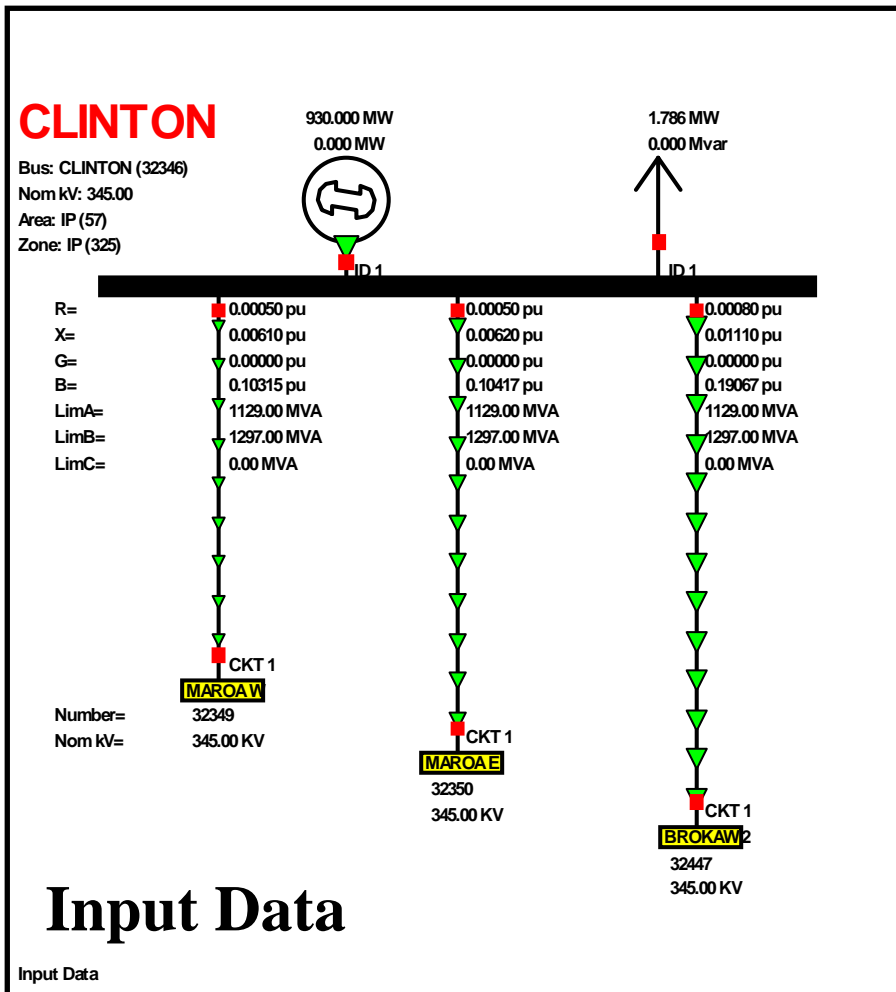 CLINTON
Bus: CLINTON (32346)
Nom kV: 345.00
Area: IP (57)
Zone: IP (325)
930.000 MW
0.000 MW
ID 1
1.786 MW
0.000 Mvar
ID 1
R= 0.00050 pu 0.00050 pu 0.00080 pu
X= 0.00610 pu 0.00620 pu 0.01110 pu
G= 0.00000 pu 0.00000 pu 0.00000 pu
B= 0.10315 pu 0.10417 pu 0.19067 pu
LimA= 1129.00 MVA 1129.00 MVA 1129.00 MVA
LimB= 1297.00 MVA 1297.00 MVA 1297.00 MVA
LimC= 0.00 MVA 0.00 MVA 0.00 MVA
CKT 1
MAROA W
Number= 32349
Nom kV= 345.00 KV
CKT 1
MAROA E
32350
345.00 KV
CKT 1
BROKAW 2
32447
345.00 KV
Input Data
Input Data